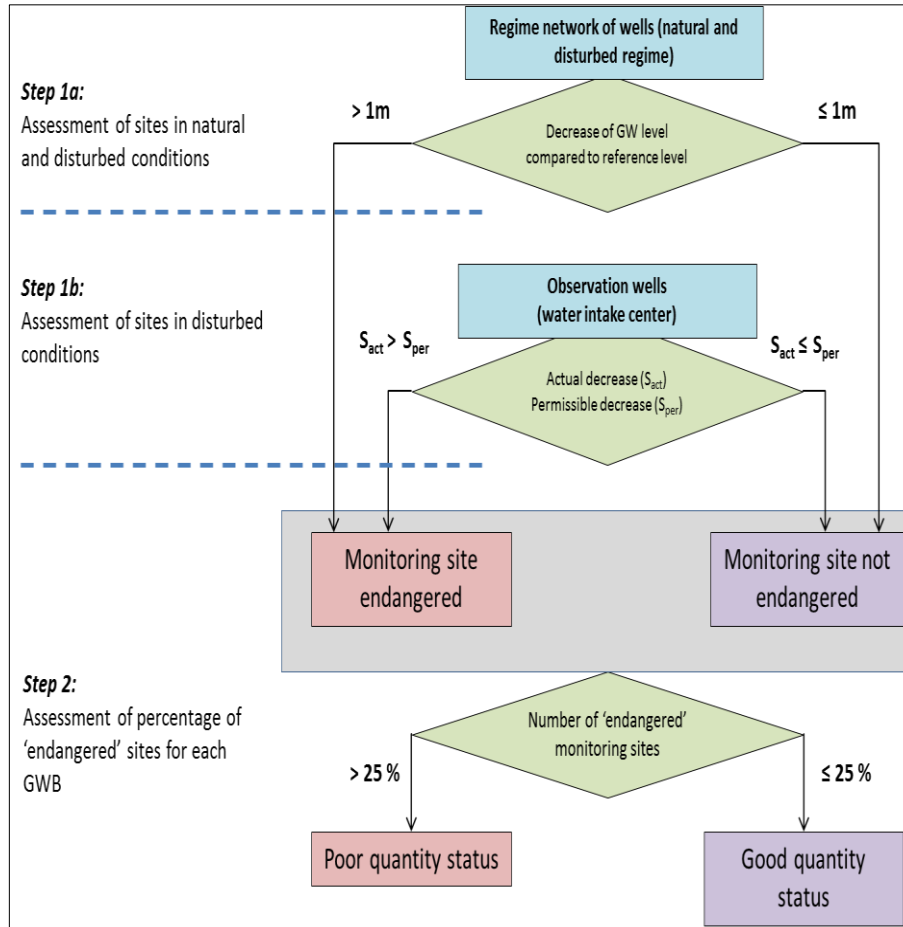 Regime network of wells (natural and
disturbed regime)
Step 1a:
Assessment of sites in natural
and disturbed conditions
> 1m
≤ 1m
Decrease of GW level
compared to reference level
Step 1b:
Assessment of sites in disturbed
conditions
Observation wells
(water intake center)
Sact > Sper
Sact ≤ Sper
Actual decrease (Sact)
Permissible decrease (Sper)
Monitoring site
endangered
Monitoring site not
endangered
Step 2:
Assessment of percentage of
‘endangered’ sites for each
GWB
Number of ‘endangered’
monitoring sites
> 25 %
≤ 25 %
Poor quantity status
Good quantity
status